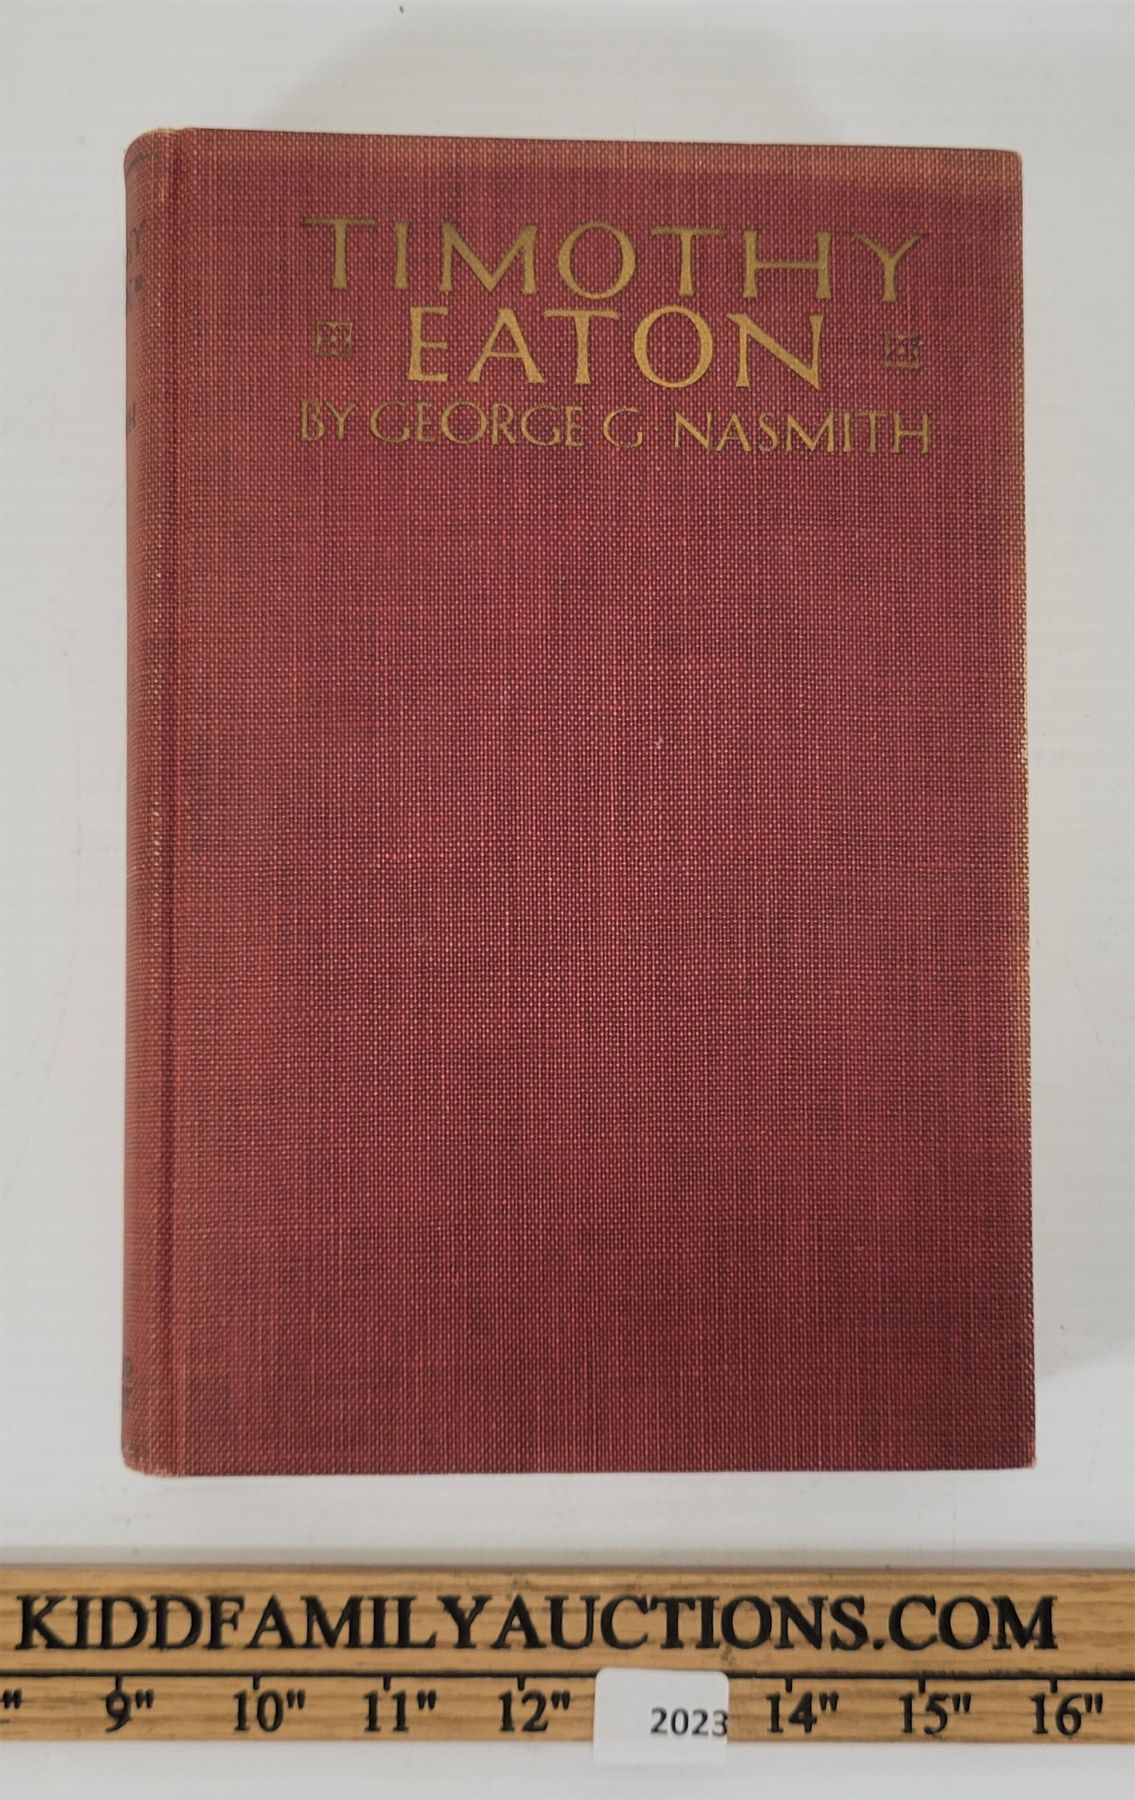 TIMOTHY
EATON
BY GEORGE G· NASMITH
KIDDFAMILYAUCTIONS.COM
9" 10" 11" 12" 14" 15" 16"
2023